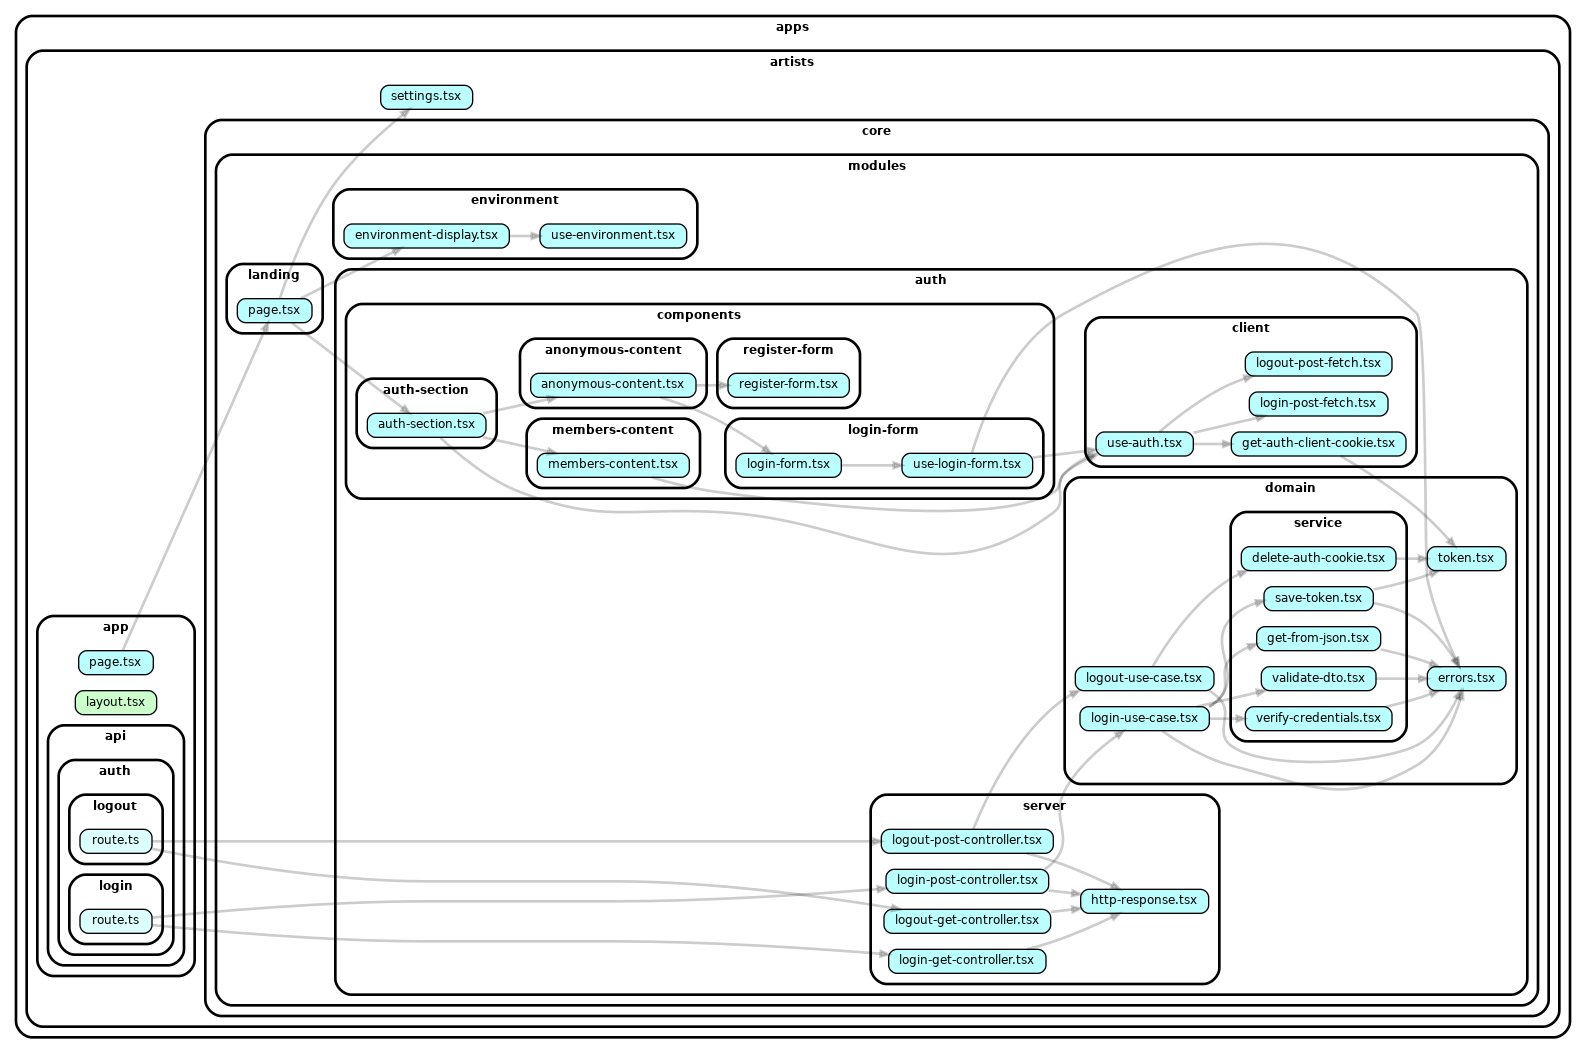 apps
artists
settings.tsx
core
modules
environment
environment-display.tsx
use-environment.tsx
landing
page.tsx
auth
components
anonymous-content
anonymous-content.tsx
register-form
register-form.tsx
auth-section
auth-section.tsx
members-content
members-content.tsx
login-form
login-form.tsx
use-login-form.tsx
client
logout-post-fetch.tsx
login-post-fetch.tsx
use-auth.tsx
get-auth-client-cookie.tsx
domain
service
delete-auth-cookie.tsx
token.tsx
save-token.tsx
get-from-json.tsx
logout-use-case.tsx
validate-dto.tsx
errors.tsx
login-use-case.tsx
verify-credentials.tsx
app
page.tsx
layout.tsx
api
auth
logout
route.ts
login
route.ts
server
logout-post-controller.tsx
login-post-controller.tsx
http-response.tsx
logout-get-controller.tsx
login-get-controller.tsx